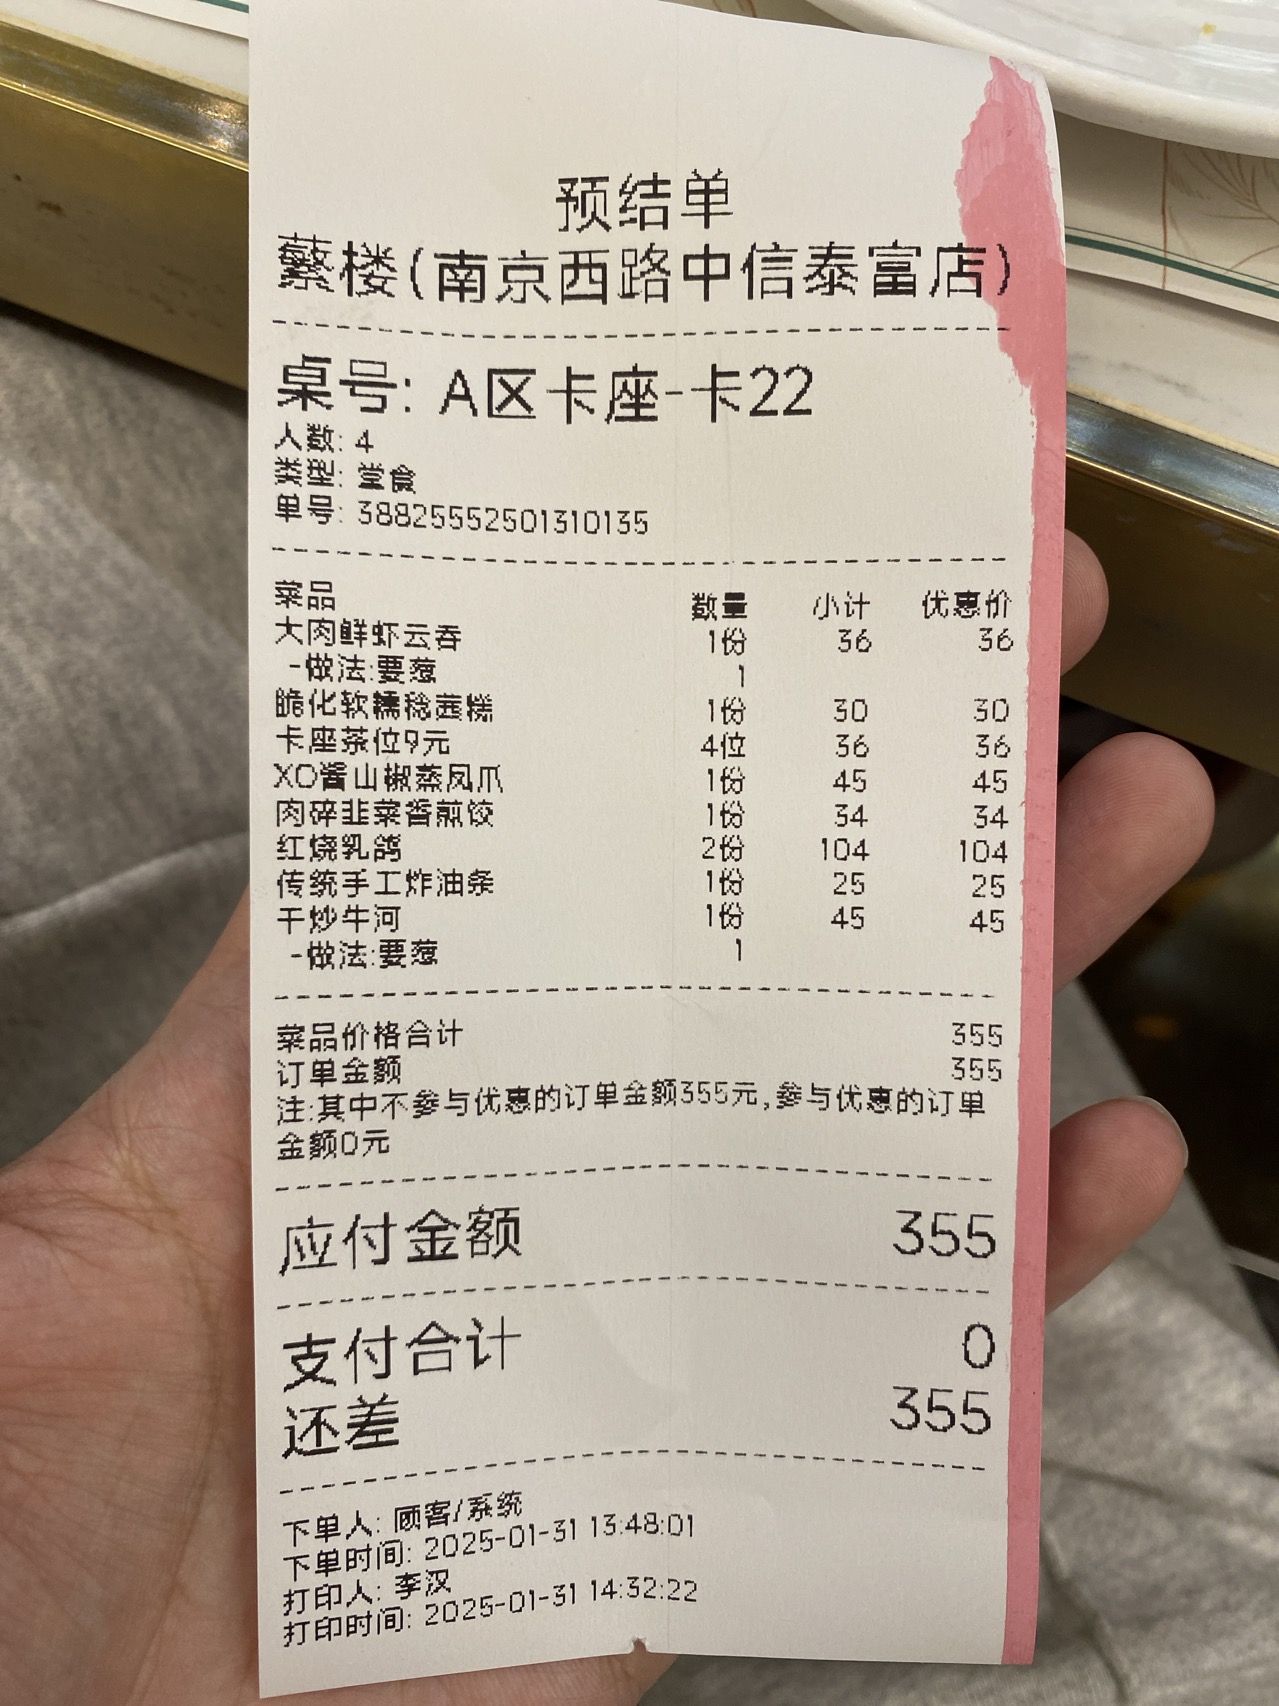 预结单
蘩楼(南京西路中信泰富店)
桌号: A区卡座-卡22
人数: 4
类型: 堂食
单号: 38825552501310135
菜品 数量 小计 优惠价
大肉鲜虾云吞 1份 36 36
-做法:要葱 1
脆化软糯稔茜糕 1份 30 30
卡座茶位9元 4位 36 36
XO酱山椒蒸凤爪 1份 45 45
肉碎韭菜香煎饺 1份 34 34
红烧乳鸽 2份 104 104
传统手工炸油条 1份 25 25
干炒牛河 1份 45 45
-做法:要葱 1
菜品价格合计 355
订单金额 355
注:其中不参与优惠的订单金额355元,参与优惠的订单
金额0元
应付金额 355
支付合计 0
还差 355
下单人: 顾客/系统
下单时间: 2025-01-31 13:48:01
打印人: 李汉
打印时间: 2025-01-31 14:32:22